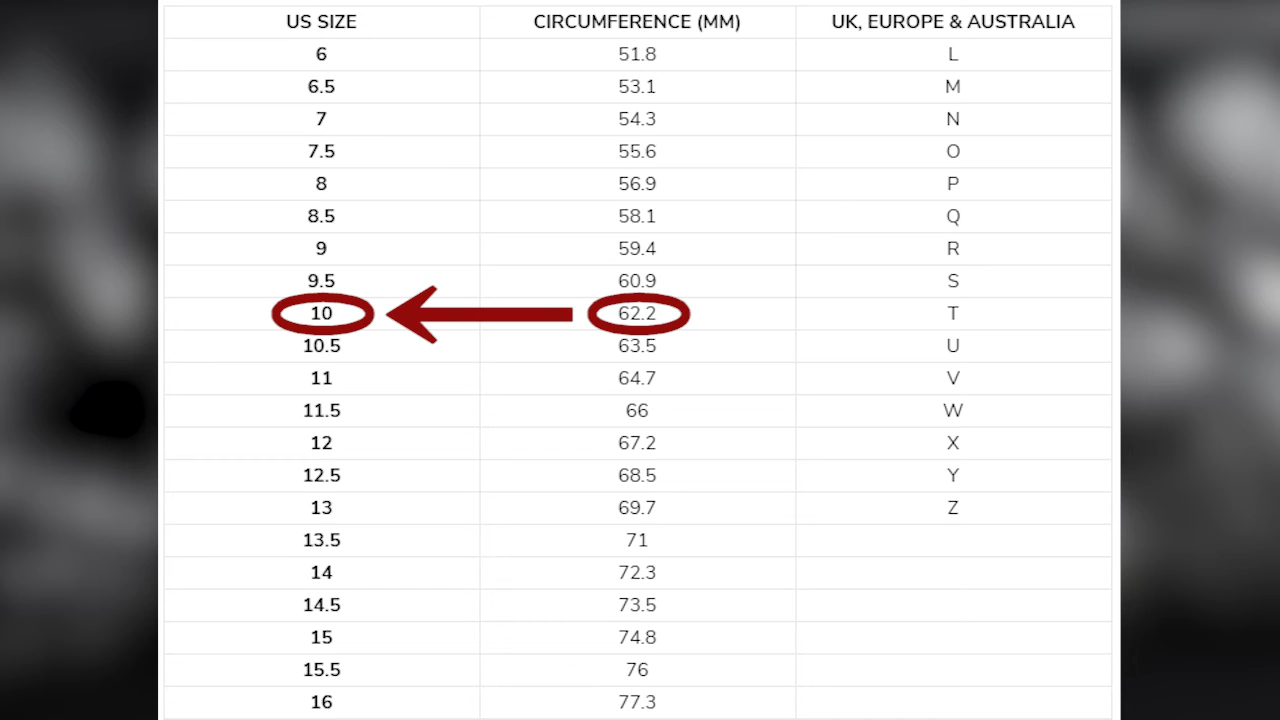 US SIZE CIRCUMFERENCE (MM) UK, EUROPE & AUSTRALIA
6 51.8 L
6.5 53.1 M
7 54.3 N
7.5 55.6 O
8 56.9 P
8.5 58.1 Q
9 59.4 R
9.5 60.9 S
10 62.2 T
10.5 63.5 U
11 64.7 V
11.5 66 W
12 67.2 X
12.5 68.5 Y
13 69.7 Z
13.5 71
14 72.3
14.5 73.5
15 74.8
15.5 76
16 77.3